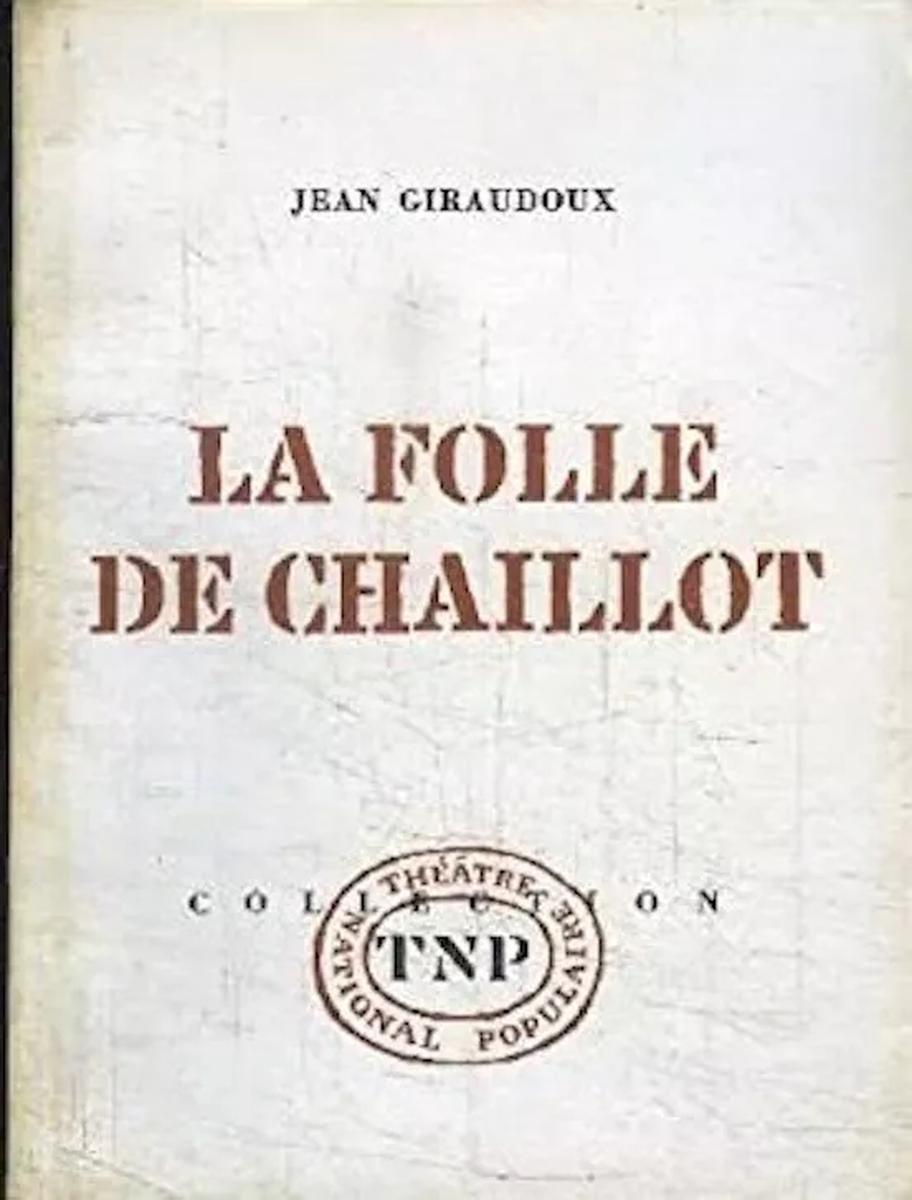 JEAN GIRAUDOUX
LA FOLLE
DE CHAILLOT
COLLECTION
THÉÂTRE
NATIONAL POPULAIRE
TNP